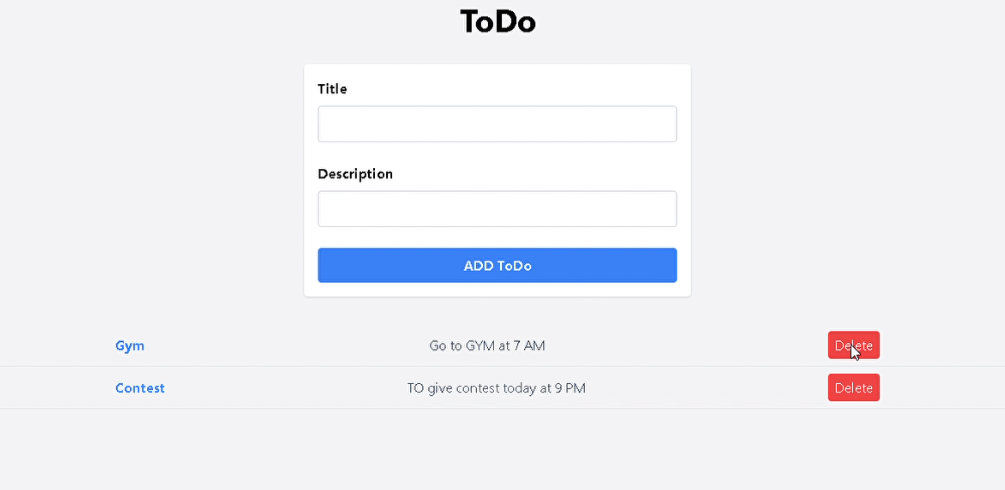 ToDo
Title
Description
ADD ToDo
Gym Go to GYM at 7 AM Delete
Contest TO give contest today at 9 PM Delete